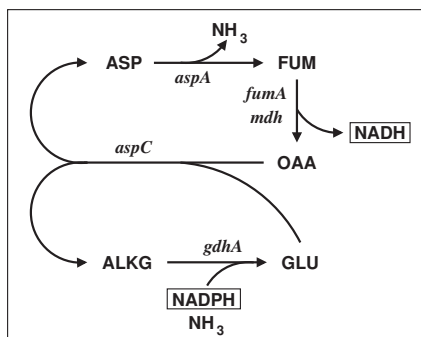 NH3
ASP
aspA
FUM
fumA
mdh
NADH
aspC
OAA
gdhA
ALKG
GLU
NADPH
NH3